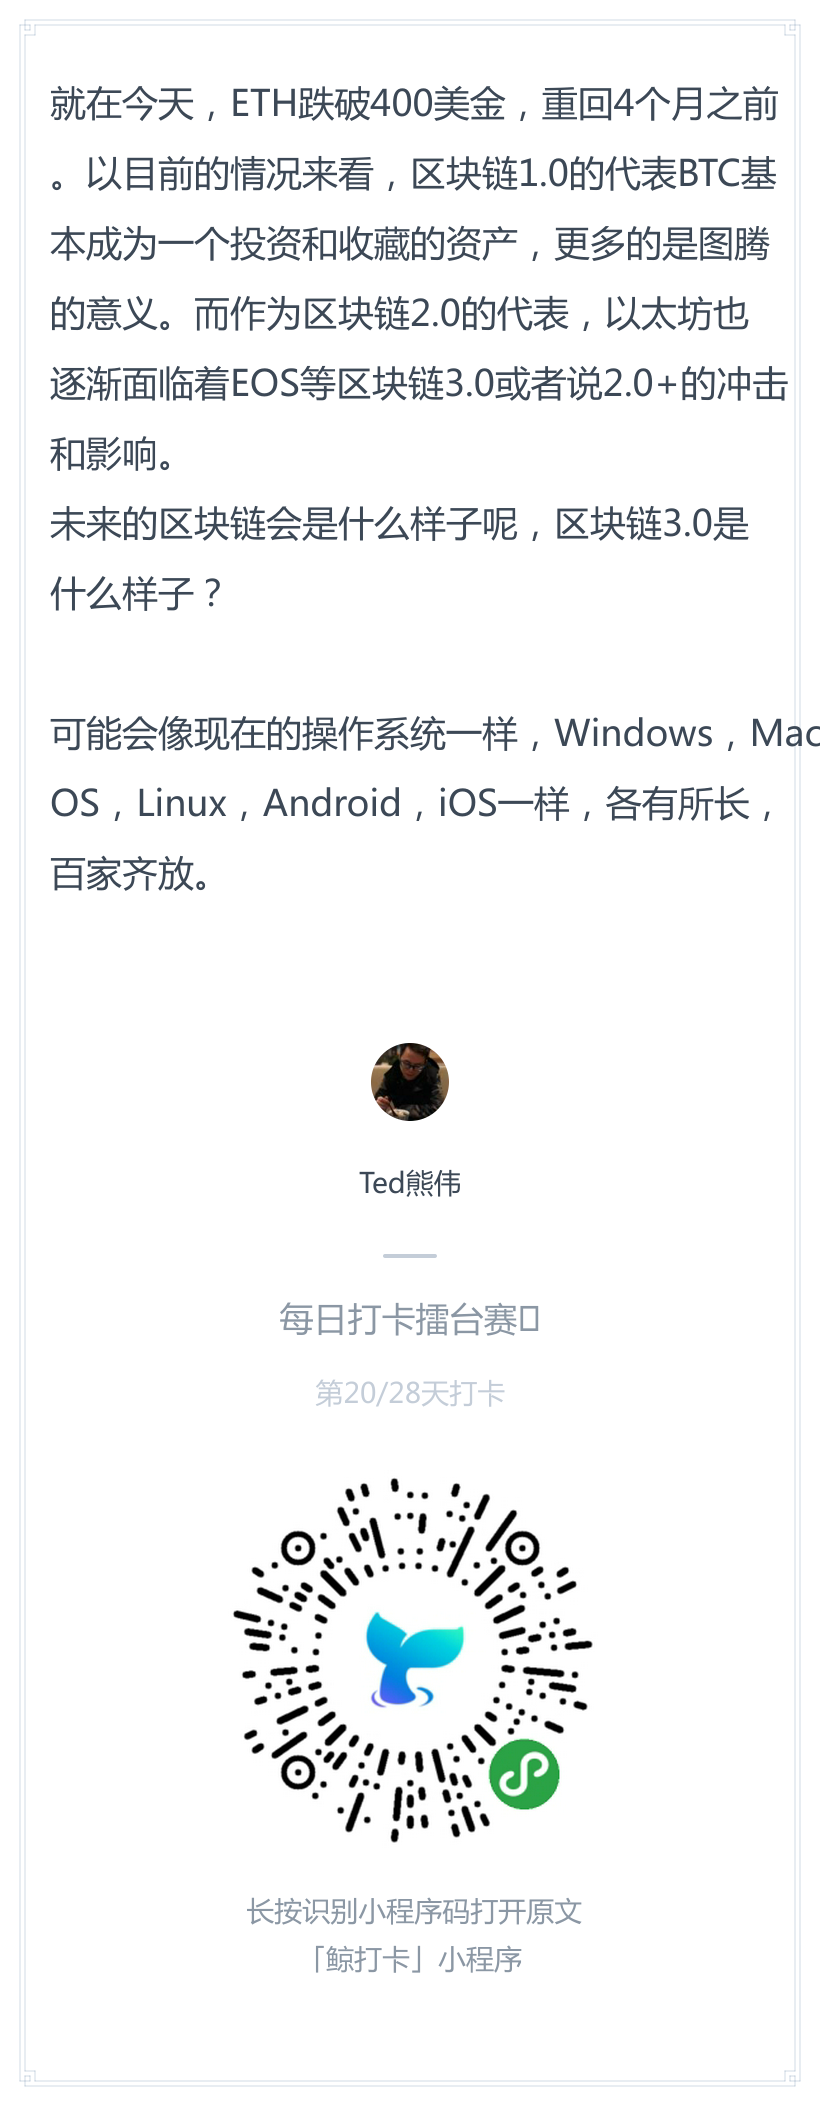 就在今天，ETH跌破400美金，重回4个月之前
。以目前的情况来看，区块链1.0的代表BTC基
本成为一个投资和收藏的资产，更多的是图腾
的意义。而作为区块链2.0的代表，以太坊也
逐渐面临着EOS等区块链3.0或者说2.0+的冲击
和影响。
未来的区块链会是什么样子呢，区块链3.0是
什么样子？
可能会像现在的操作系统一样，Windows，Mac
OS，Linux，Android，iOS一样，各有所长，
百家齐放。
Ted熊伟
每日打卡擂台赛
第20/28天打卡
长按识别小程序码打开原文
「鲸打卡」小程序